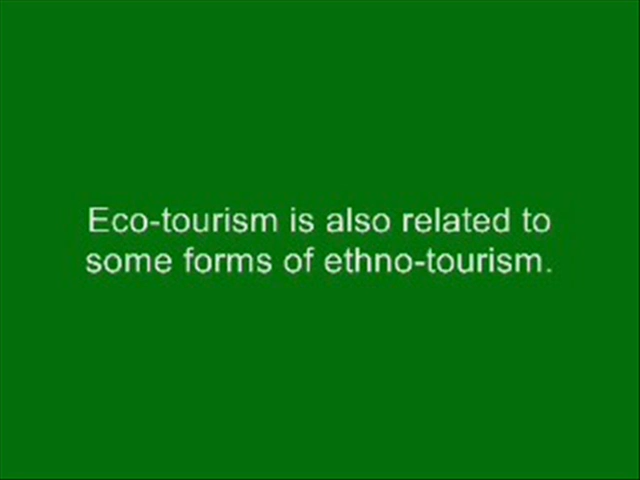 Eco-tourism is also related to
some forms of ethno-tourism.